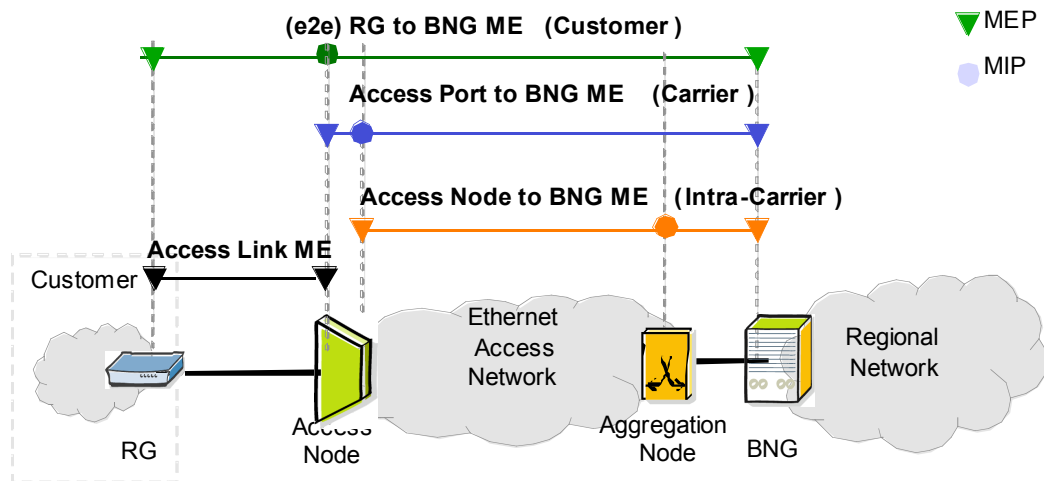 (e2e) RG to BNG ME (Customer )
MEP
MIP
Access Port to BNG ME (Carrier )
Access Node to BNG ME (Intra-Carrier )
Access Link ME
Customer
Ethernet
Access
Network
Regional
Network
Access
Node
Aggregation
Node
RG
BNG